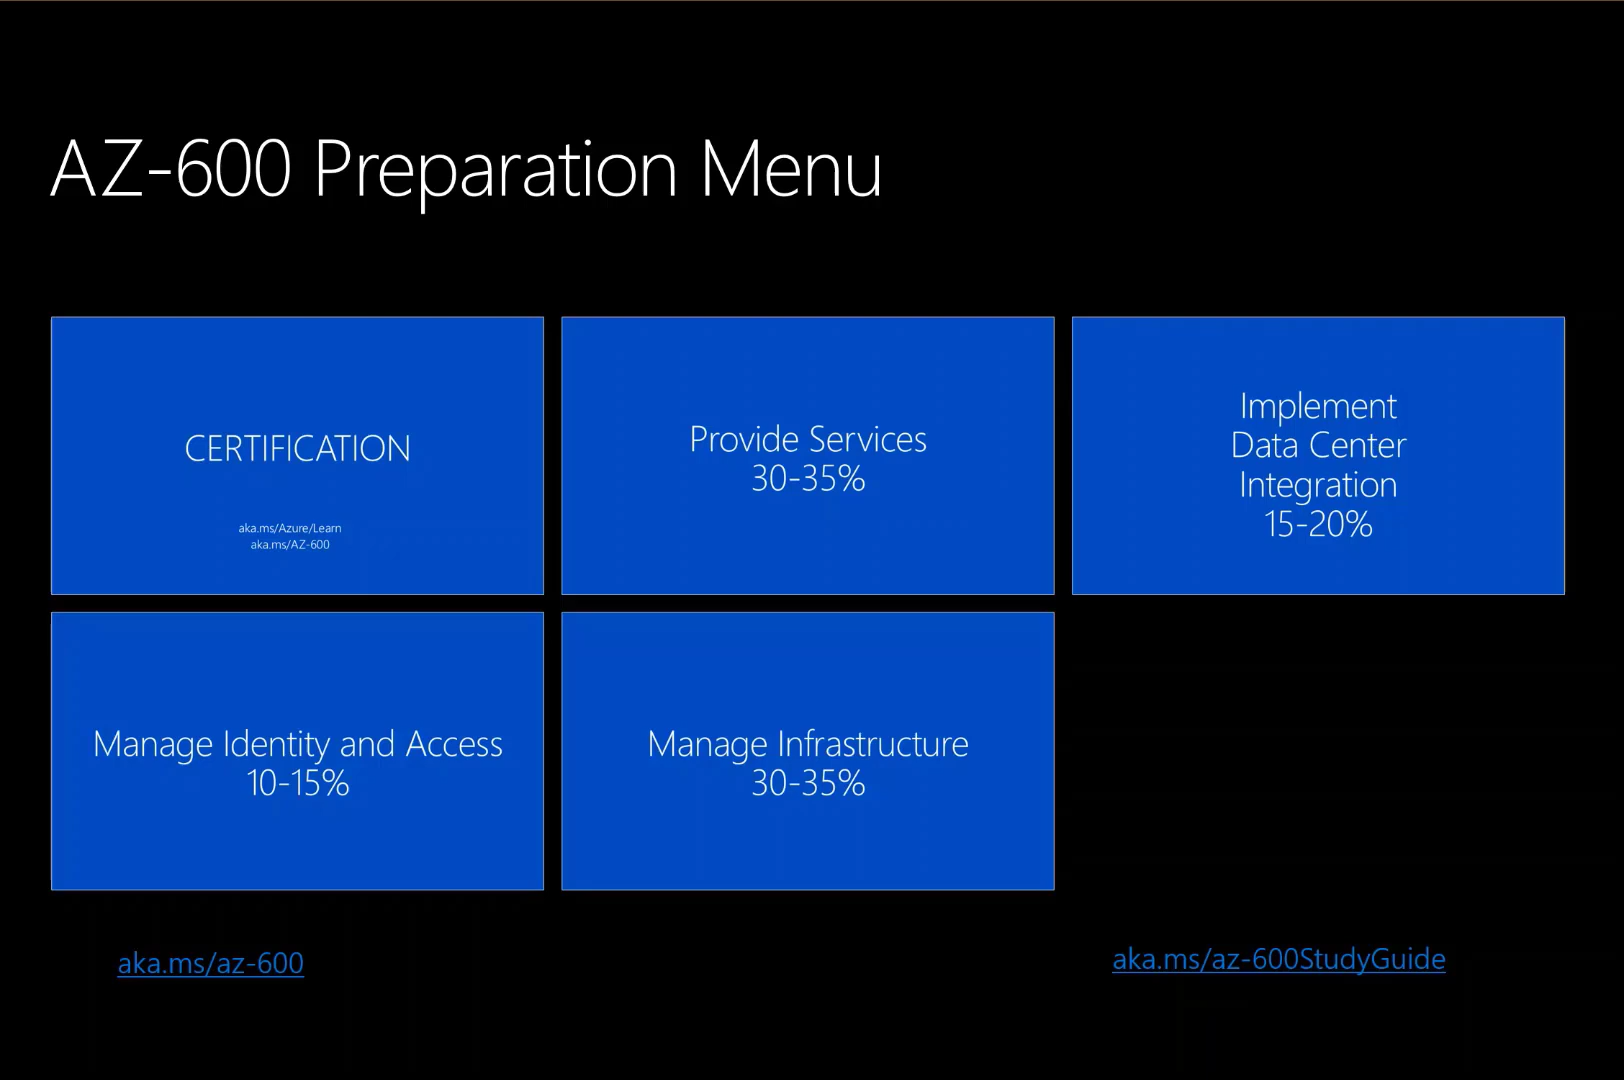 AZ-600 Preparation Menu
CERTIFICATION
aka.ms/Azure/Learn
aka.ms/AZ-600
Provide Services
30-35%
Implement
Data Center
Integration
15-20%
Manage Identity and Access
10-15%
Manage Infrastructure
30-35%
aka.ms/az-600
aka.ms/az-600StudyGuide